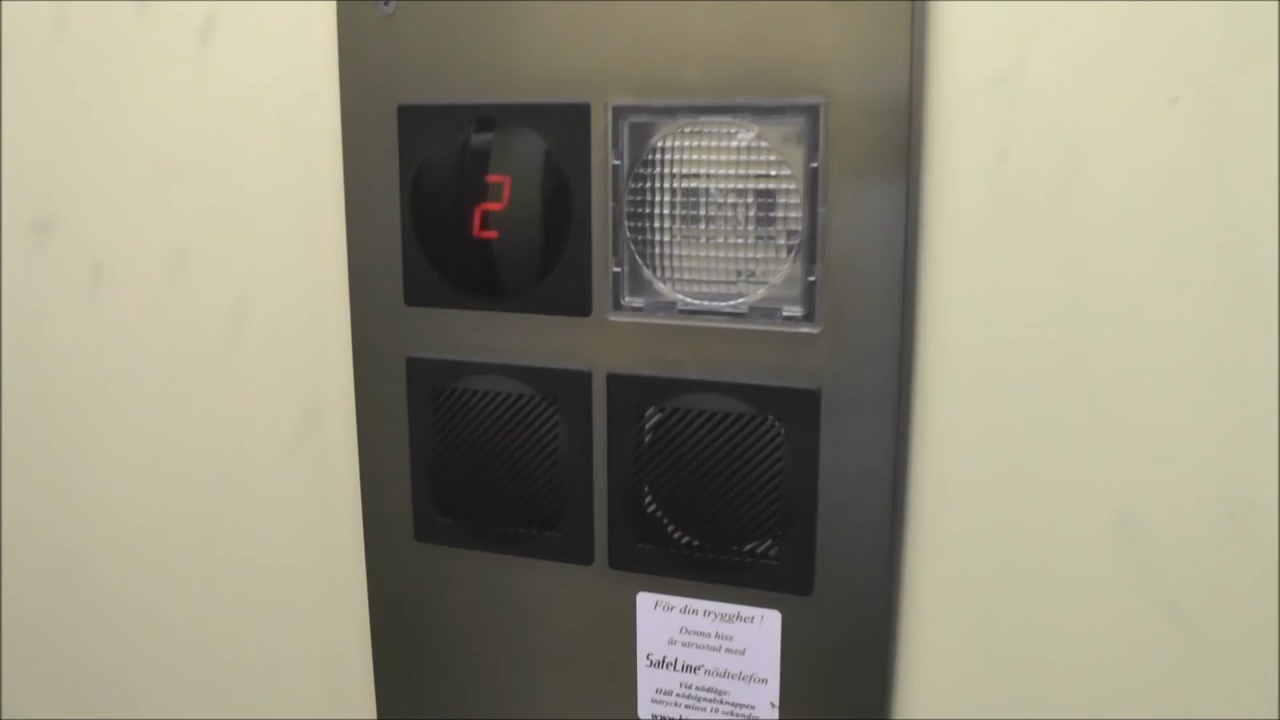 2
För din trygghet !
Denna hiss
är utrustad med
SafeLine nödtelefon
Vid nödläge:
Håll nödsignalsknappen
intryckt minst 10 sekunder